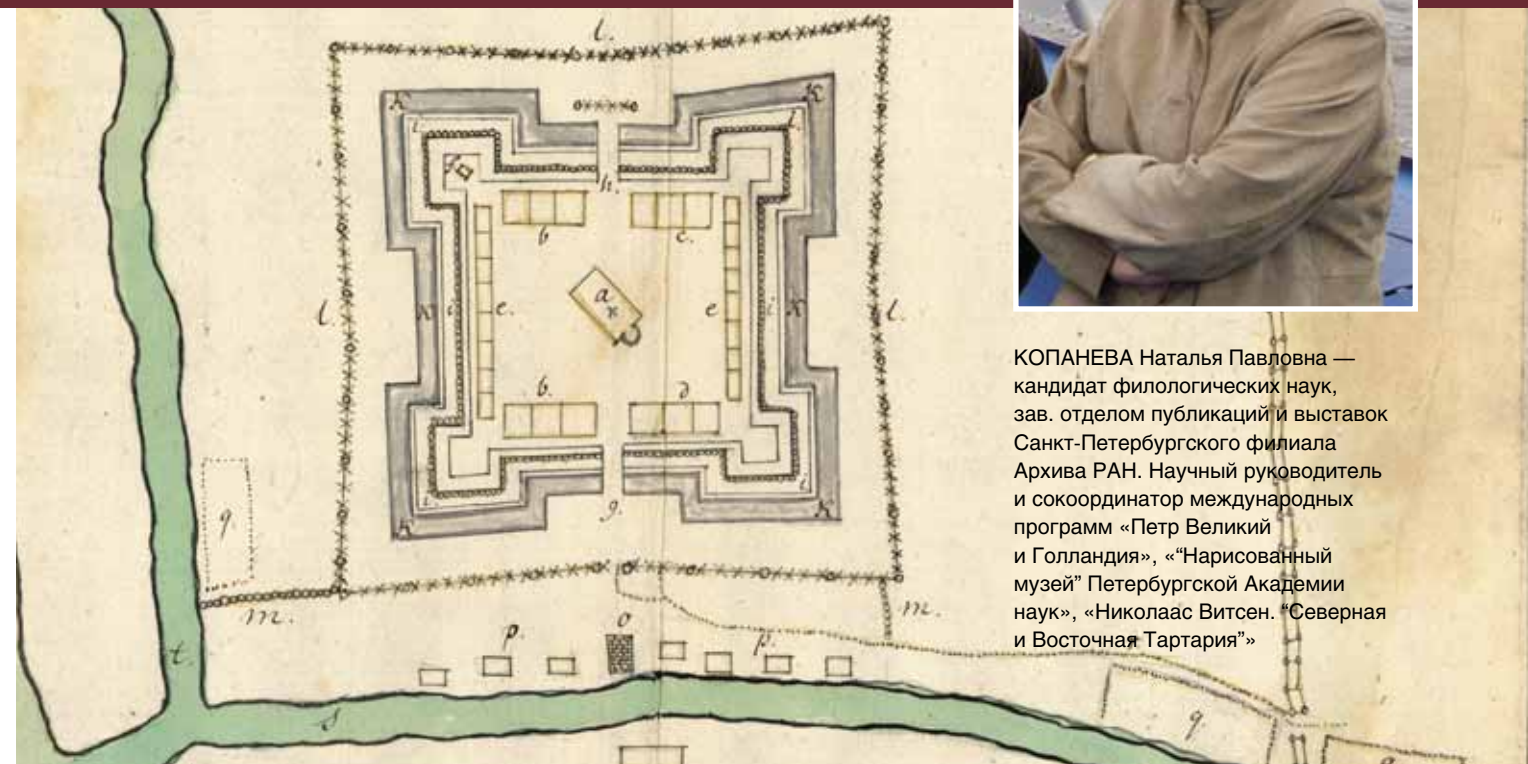 l.
K K
i. i.
f
h.
b c.
a
l. K i e. e i K l.
b. d
i. g. i.
K K
q.
m. m.
p. o p.
t.
s
q.
q
КОПАНЕВА Наталья Павловна —
кандидат филологических наук,
зав. отделом публикаций и выставок
Санкт-Петербургского филиала
Архива РАН. Научный руководитель
и сокоординатор международных
программ «Петр Великий
и Голландия», «“Нарисованный
музей” Петербургской Академии
наук», «Николаас Витсен. “Северная
и Восточная Тартария”»